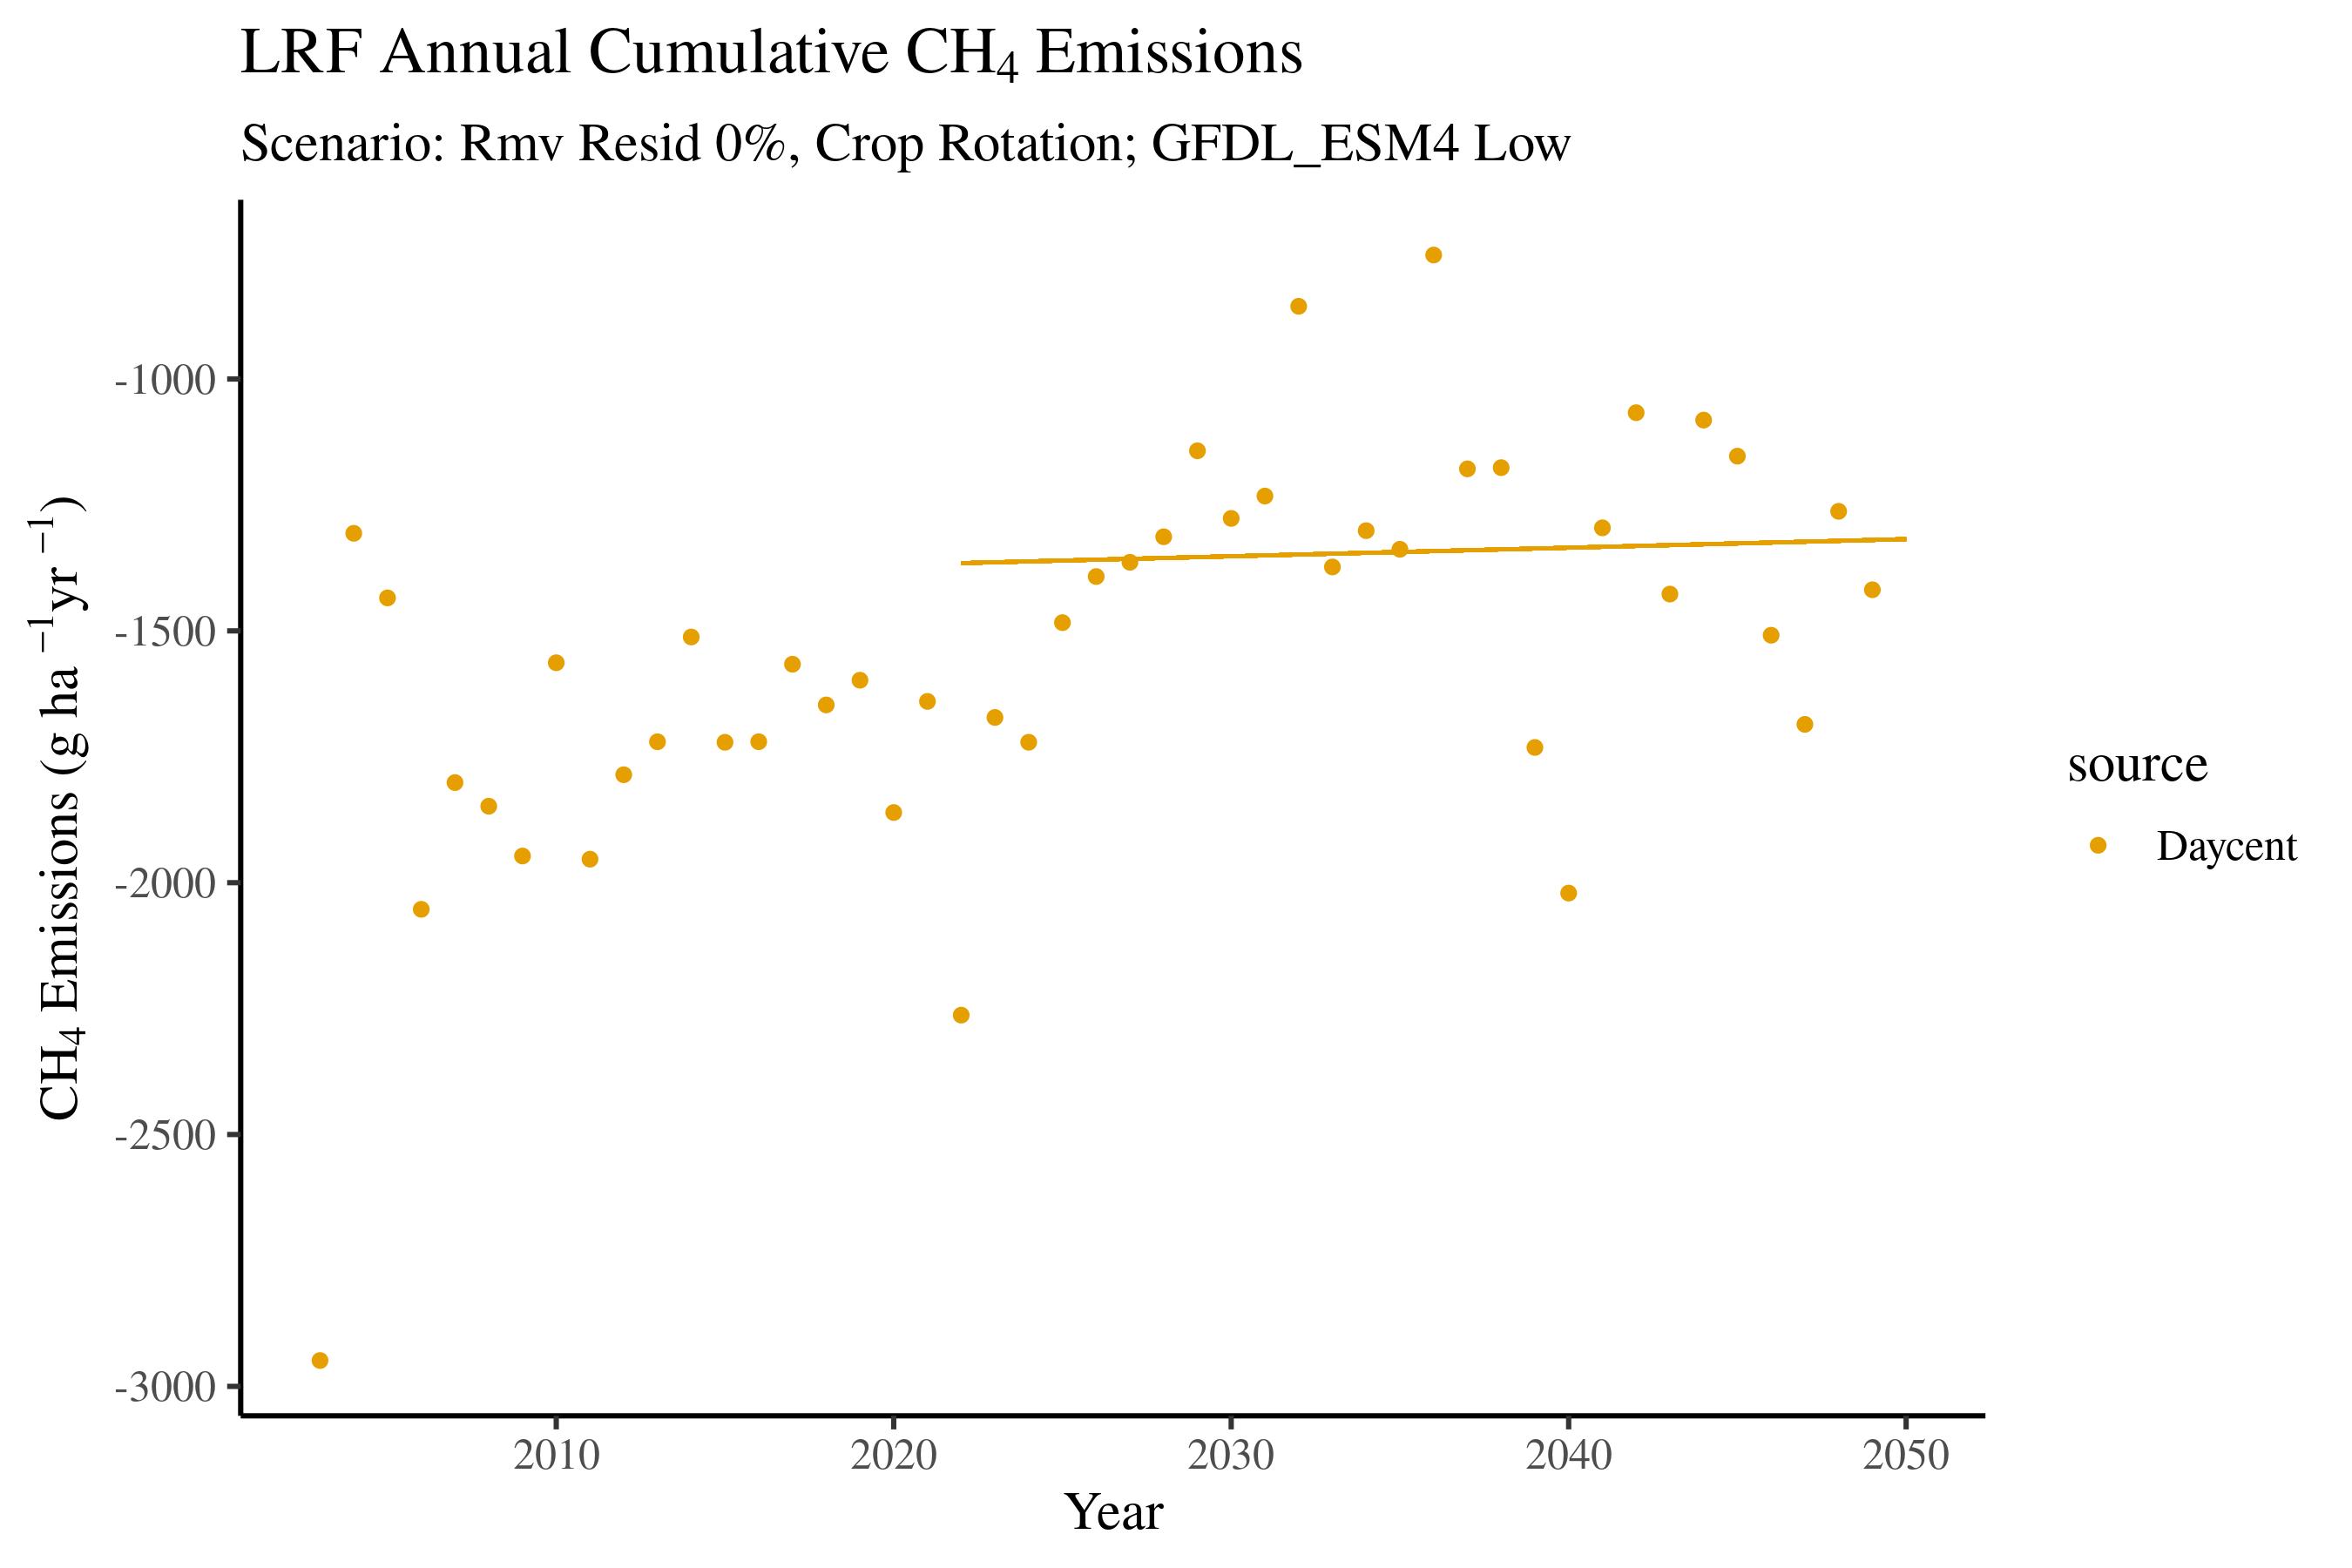 LRF Annual Cumulative CH₄ Emissions
Scenario: Rmv Resid 0%, Crop Rotation; GFDL_ESM4 Low
CH₄ Emissions (g ha ⁻¹yr ⁻¹)
-1000
-1500
-2000
-2500
-3000
2010 2020 2030 2040 2050
Year
source
Daycent